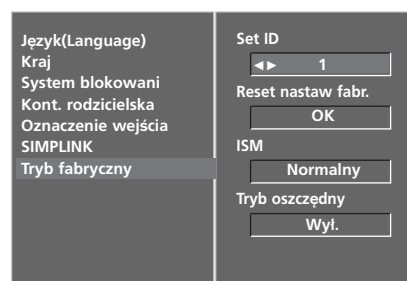 Język(Language)
Kraj
System blokowani
Kont. rodzicielska
Oznaczenie wejścia
SIMPLINK
Tryb fabryczny
Set ID
◄► 1
Reset nastaw fabr.
OK
ISM
Normalny
Tryb oszczędny
Wył.